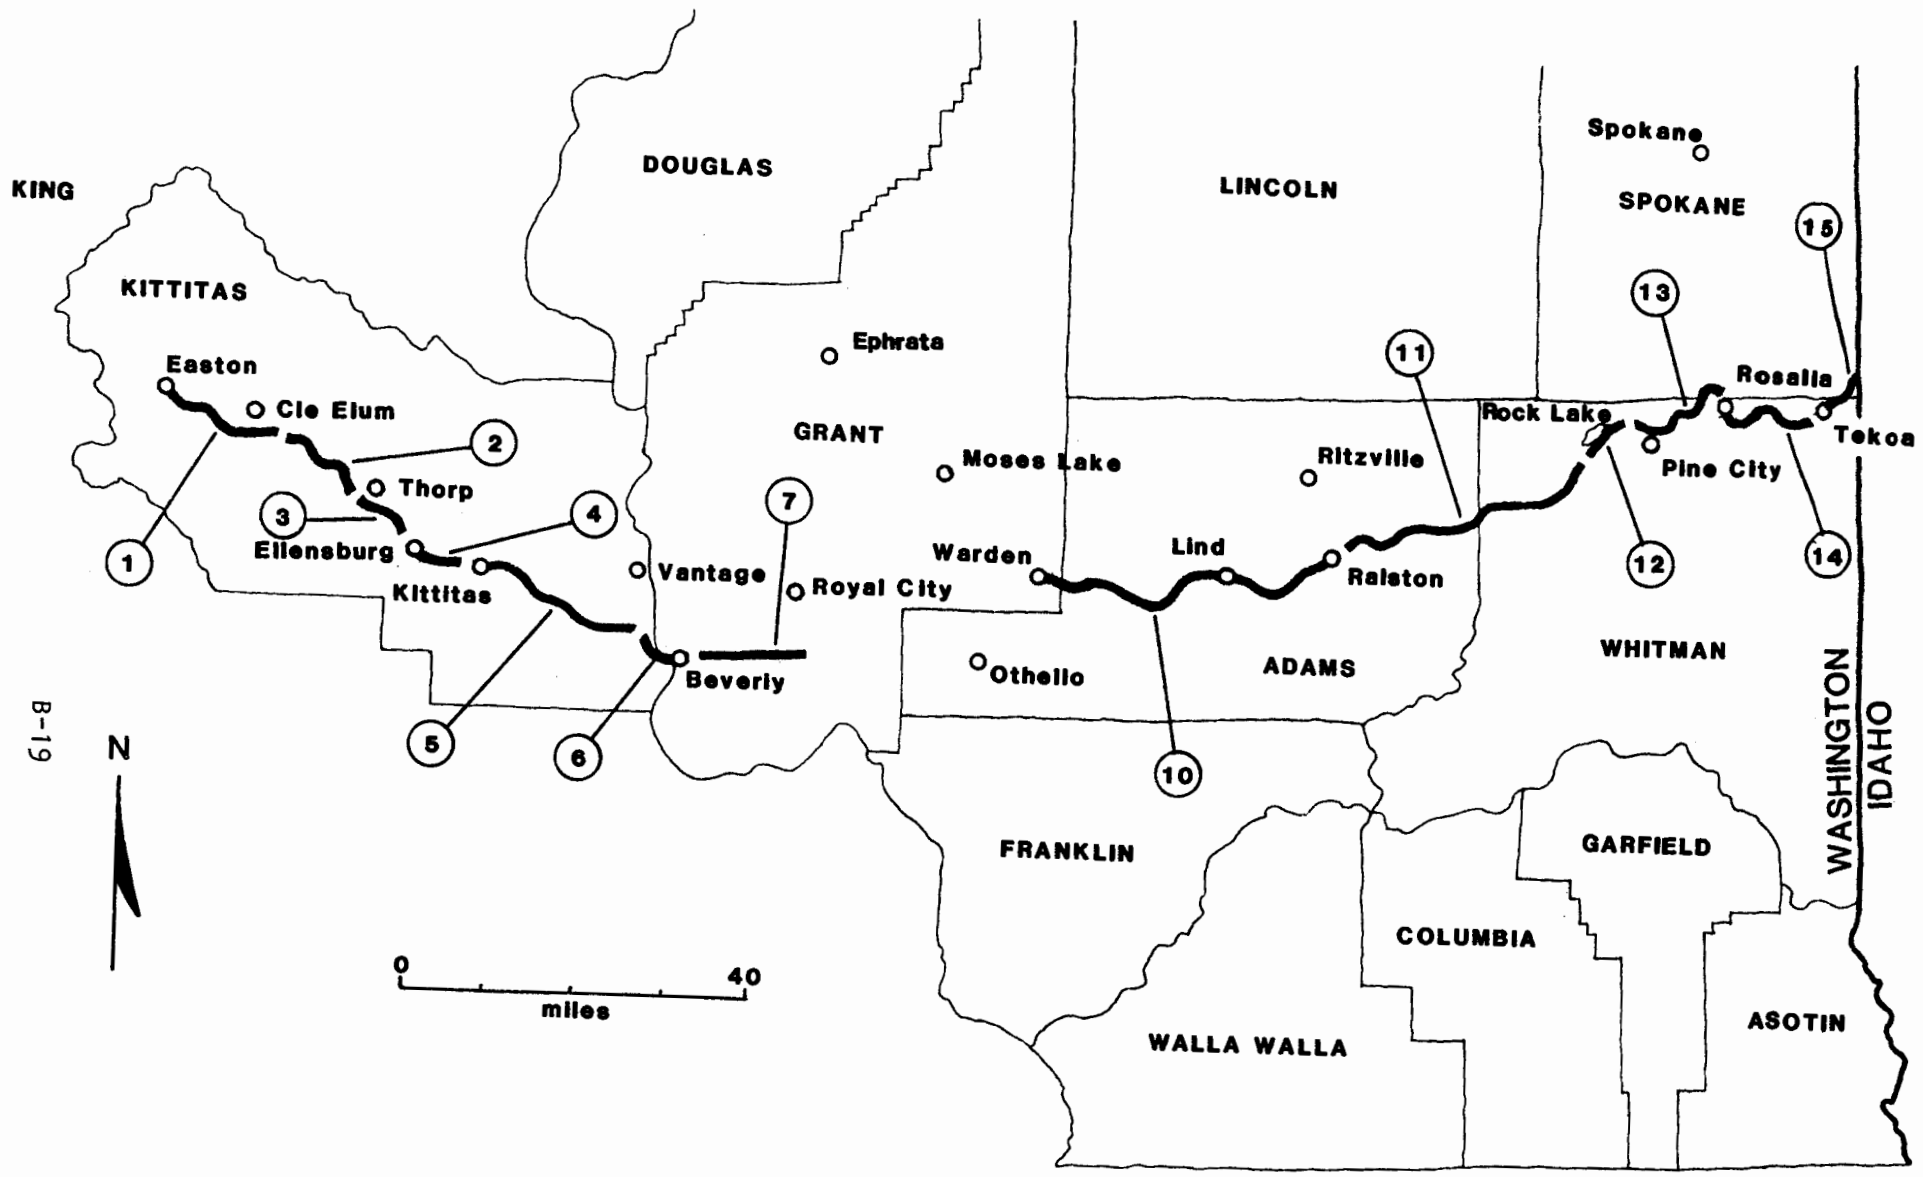 Spokane
DOUGLAS
LINCOLN
KING
SPOKANE
15
KITTITAS
13
Ephrata
11
Easton
Rosalia
Cle Elum
Rock Lake
GRANT
2
Tekoa
Moses Lake
Ritzville
Pine City
Thorp
7
3
4
Ellensburg
Warden
Lind
1
Vantage
Ralston
12
14
Kittitas
Royal City
WHITMAN
ADAMS
Othello
Beverly
B-19
N
5
6
10
WASHINGTON
IDAHO
FRANKLIN
GARFIELD
COLUMBIA
0
40
miles
ASOTIN
WALLA WALLA